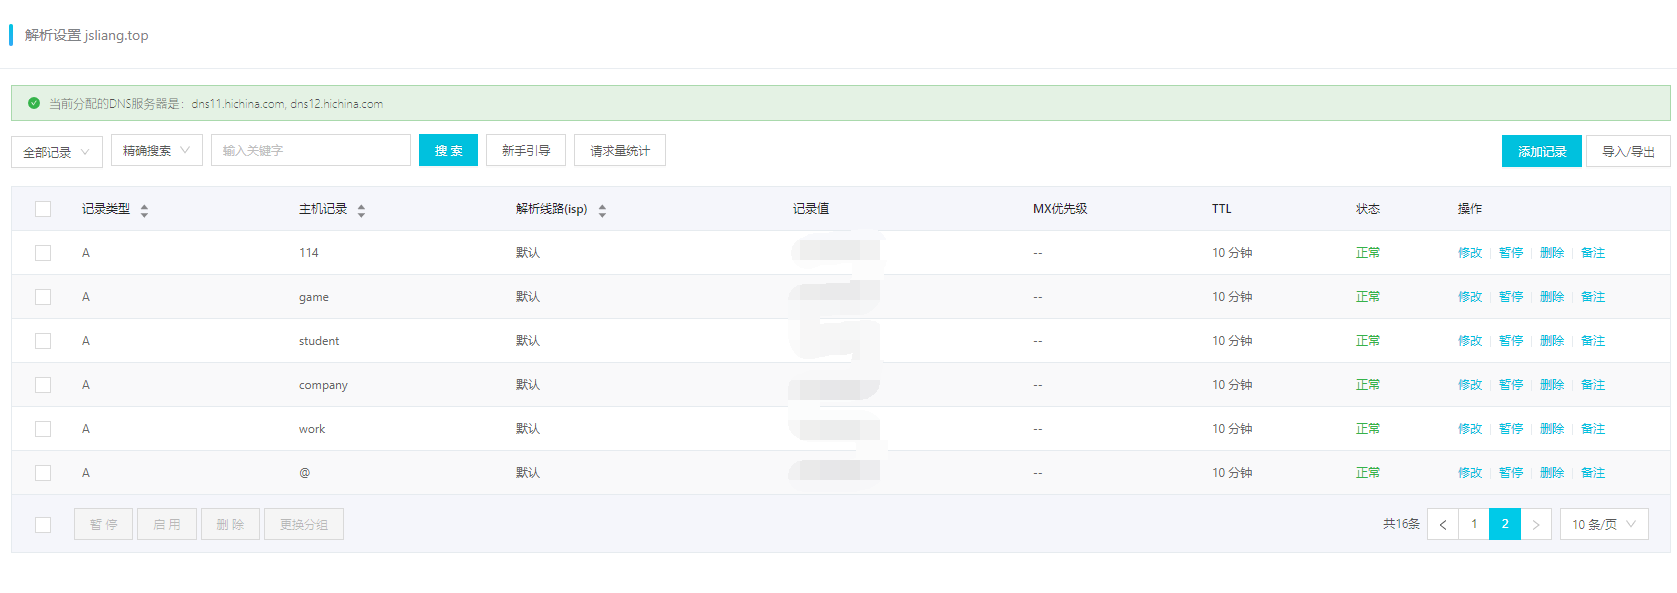 解析设置 jsliang.top
当前分配的DNS服务器是：dns11.hichina.com, dns12.hichina.com
全部记录 精确搜索 输入关键字 搜 索 新手引导 请求量统计 添加记录 导入/导出
记录类型 主机记录 解析线路(isp) 记录值 MX优先级 TTL 状态 操作
A 114 默认 -- 10 分钟 正常 修改 暂停 删除 备注
A game 默认 -- 10 分钟 正常 修改 暂停 删除 备注
A student 默认 -- 10 分钟 正常 修改 暂停 删除 备注
A company 默认 -- 10 分钟 正常 修改 暂停 删除 备注
A work 默认 -- 10 分钟 正常 修改 暂停 删除 备注
A @ 默认 -- 10 分钟 正常 修改 暂停 删除 备注
暂 停 启 用 删 除 更换分组 共16条 < 1 2 > 10 条/页